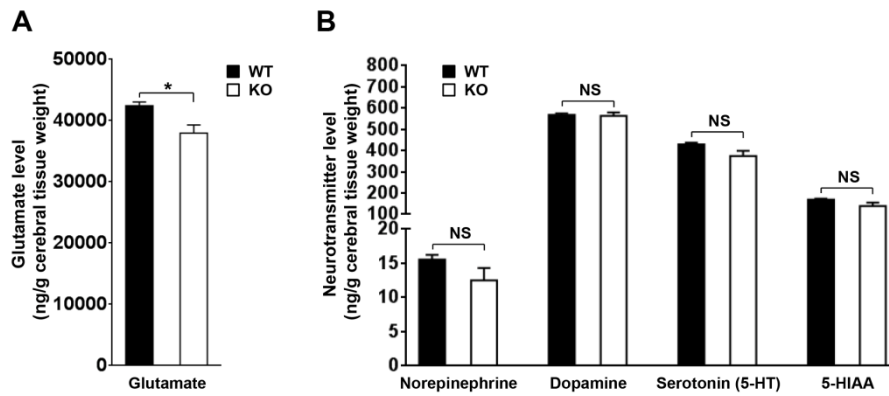 A
Glutamate level
(ng/g cerebral tissue weight)
50000
40000
30000
20000
10000
0
WT
KO
*
Glutamate
B
Neurotransmitter level
(ng/g cerebral tissue weight)
800
700
600
500
400
300
200
100
20
15
10
5
0
WT
KO
NS
NS
NS
NS
Norepinephrine
Dopamine
Serotonin (5-HT)
5-HIAA